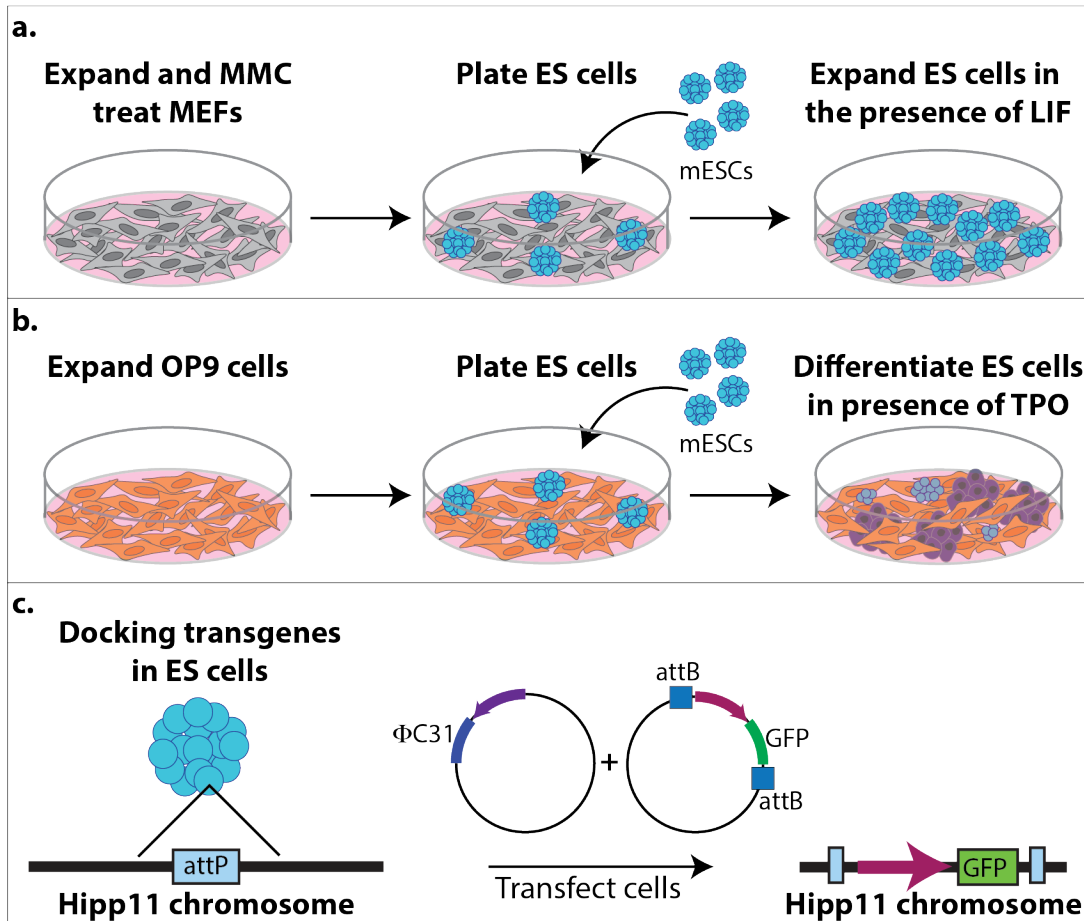 a.
Expand and MMC
treat MEFs
Plate ES cells
mESCs
Expand ES cells in
the presence of LIF
b.
Expand OP9 cells
Plate ES cells
mESCs
Differentiate ES cells
in presence of TPO
c.
Docking transgenes
in ES cells
attP
Hipp11 chromosome
ΦC31
+
attB
GFP
attB
Transfect cells
GFP
Hipp11 chromosome